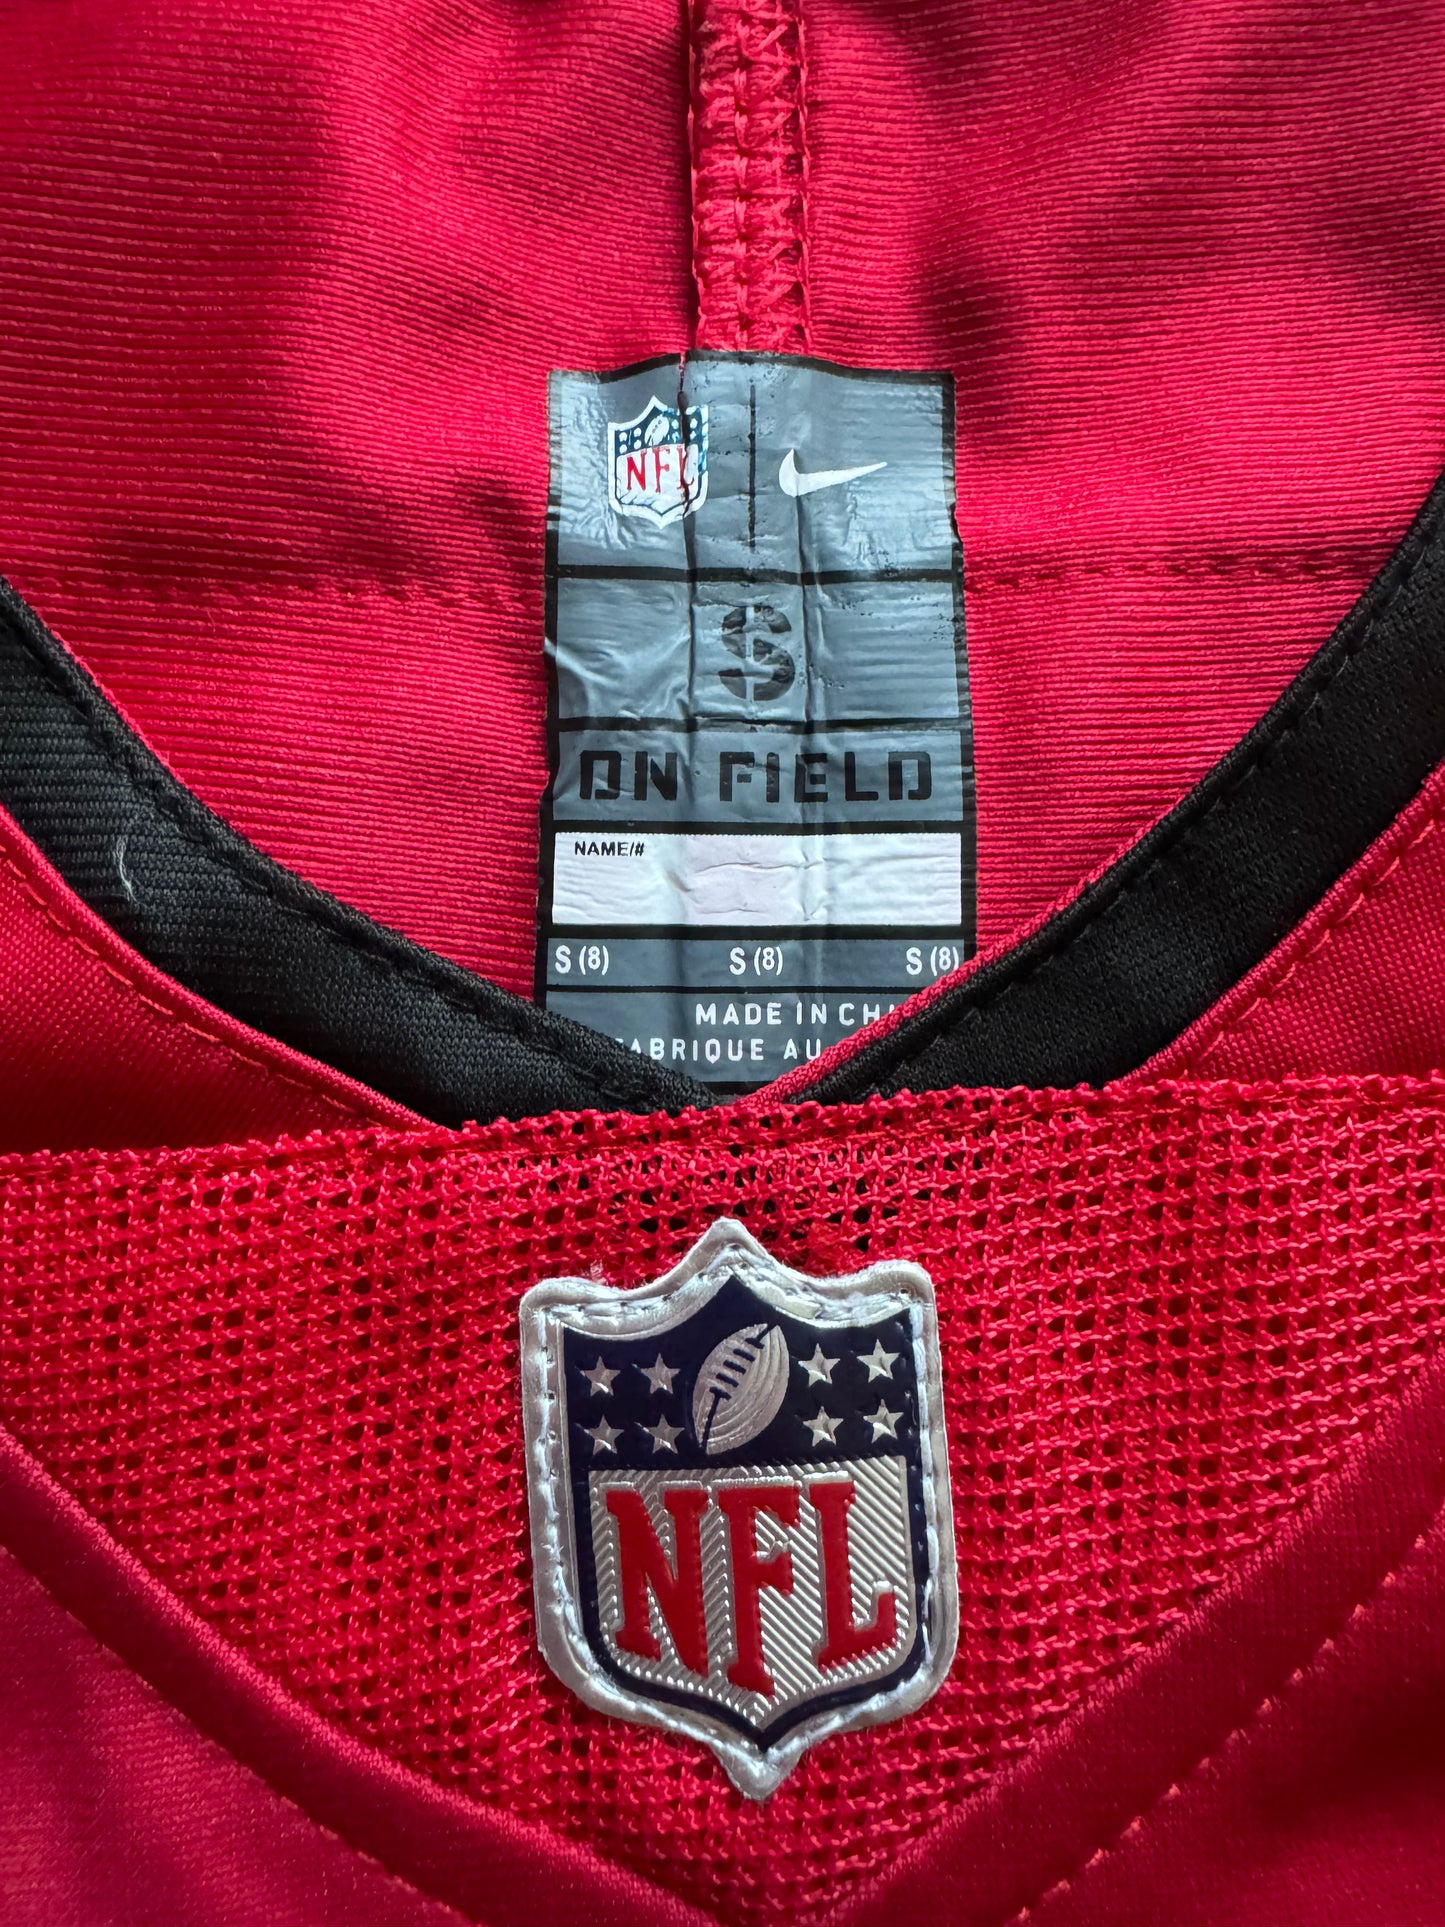 NFL
S
ON FIELD
NAME/#
S (8) S (8) S (8)
MADE IN CHI
FABRIQUE AU
NFL